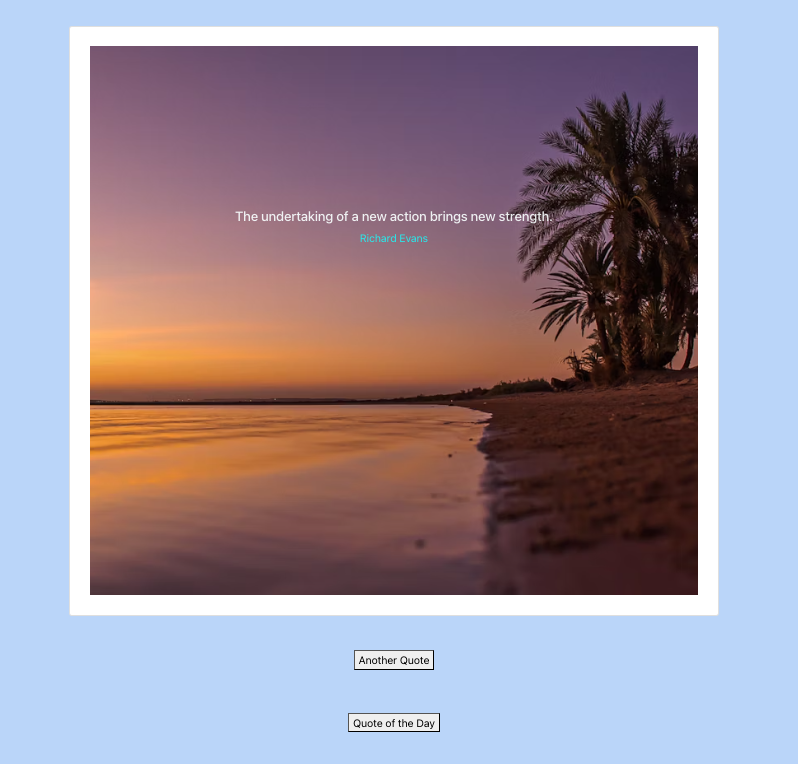 The undertaking of a new action brings new strength.
Richard Evans
Another Quote
Quote of the Day